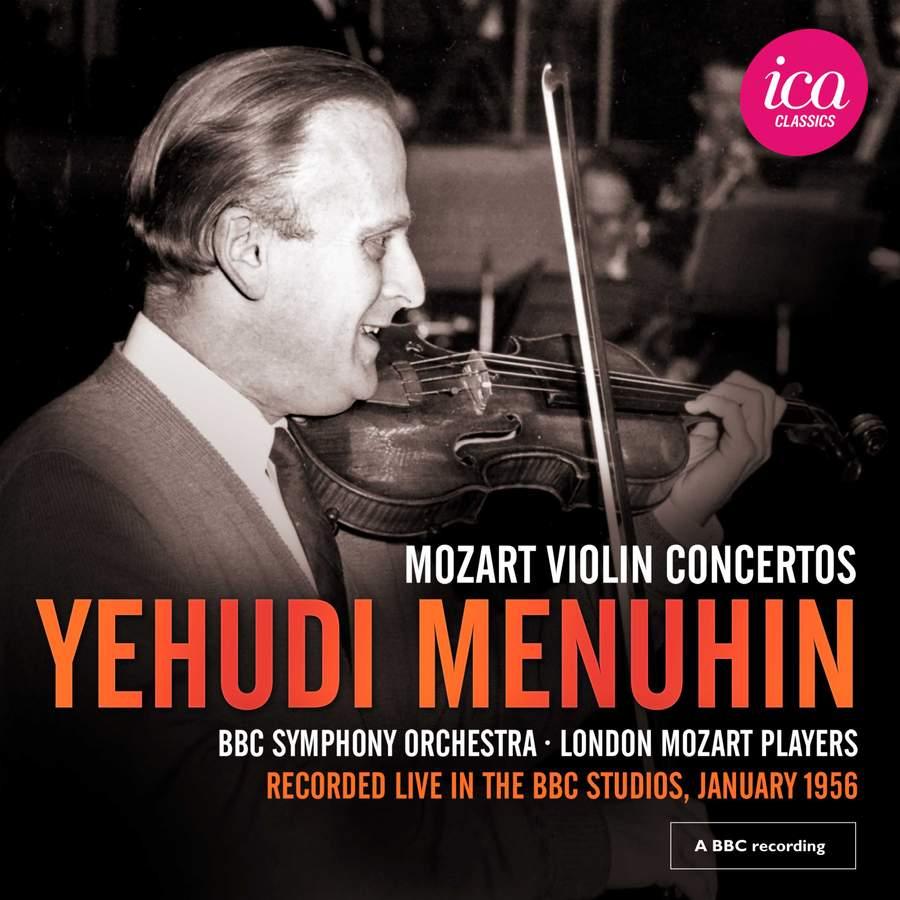 ica
CLASSICS
MOZART VIOLIN CONCERTOS
YEHUDI MENUHIN
BBC SYMPHONY ORCHESTRA · LONDON MOZART PLAYERS
RECORDED LIVE IN THE BBC STUDIOS, JANUARY 1956
A BBC recording